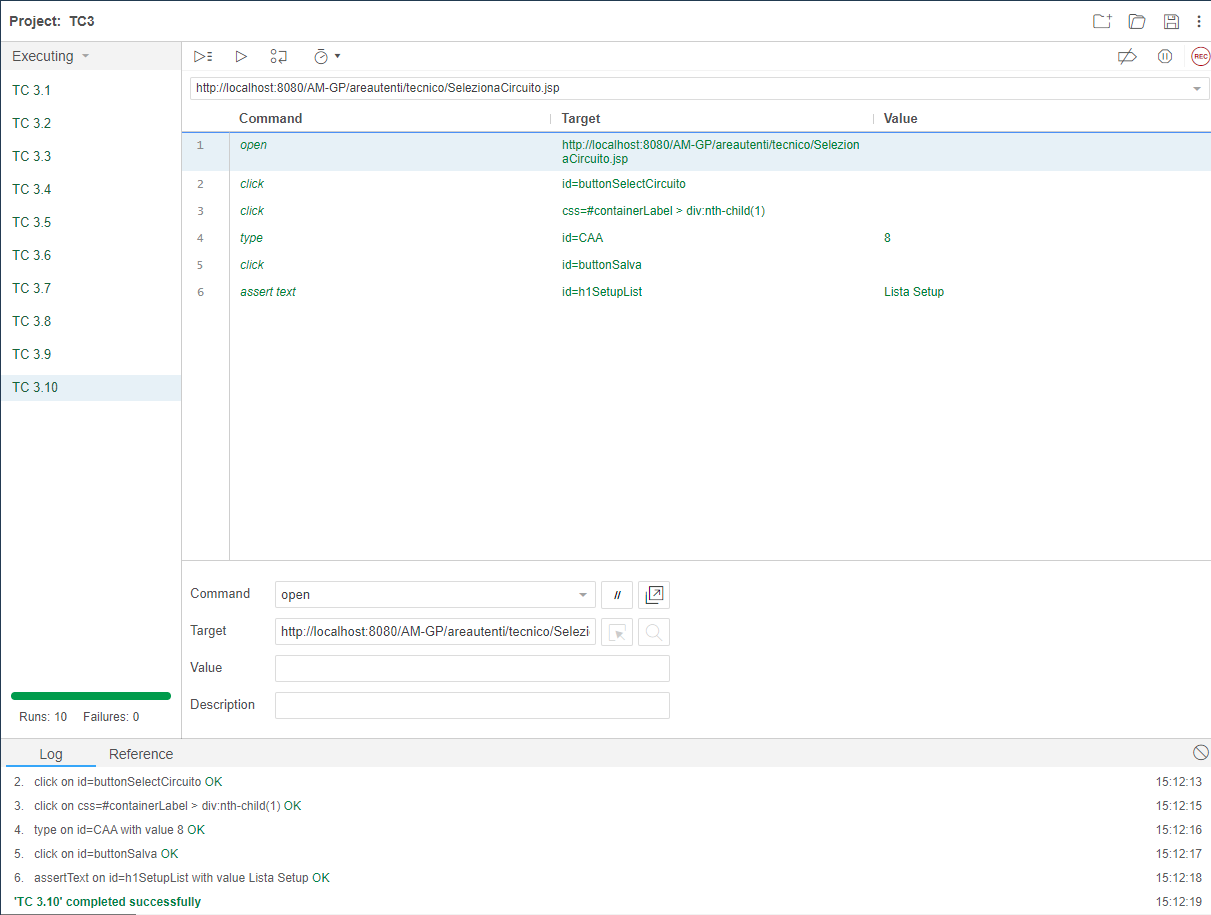 Project: TC3
Executing
TC 3.1
TC 3.2
TC 3.3
TC 3.4
TC 3.5
TC 3.6
TC 3.7
TC 3.8
TC 3.9
TC 3.10
Runs: 10 Failures: 0
REC
http://localhost:8080/AM-GP/areautenti/tecnico/SelezionaCircuito.jsp
Command Target Value
1 open http://localhost:8080/AM-GP/areautenti/tecnico/Selezion
aCircuito.jsp
2 click id=buttonSelectCircuito
3 click css=#containerLabel > div:nth-child(1)
4 type id=CAA 8
5 click id=buttonSalva
6 assert text id=h1SetupList Lista Setup
Command open //
Target http://localhost:8080/AM-GP/areautenti/tecnico/Selezi
Value
Description
Log Reference
2. click on id=buttonSelectCircuito OK 15:12:13
3. click on css=#containerLabel > div:nth-child(1) OK 15:12:15
4. type on id=CAA with value 8 OK 15:12:16
5. click on id=buttonSalva OK 15:12:17
6. assertText on id=h1SetupList with value Lista Setup OK 15:12:18
'TC 3.10' completed successfully 15:12:19